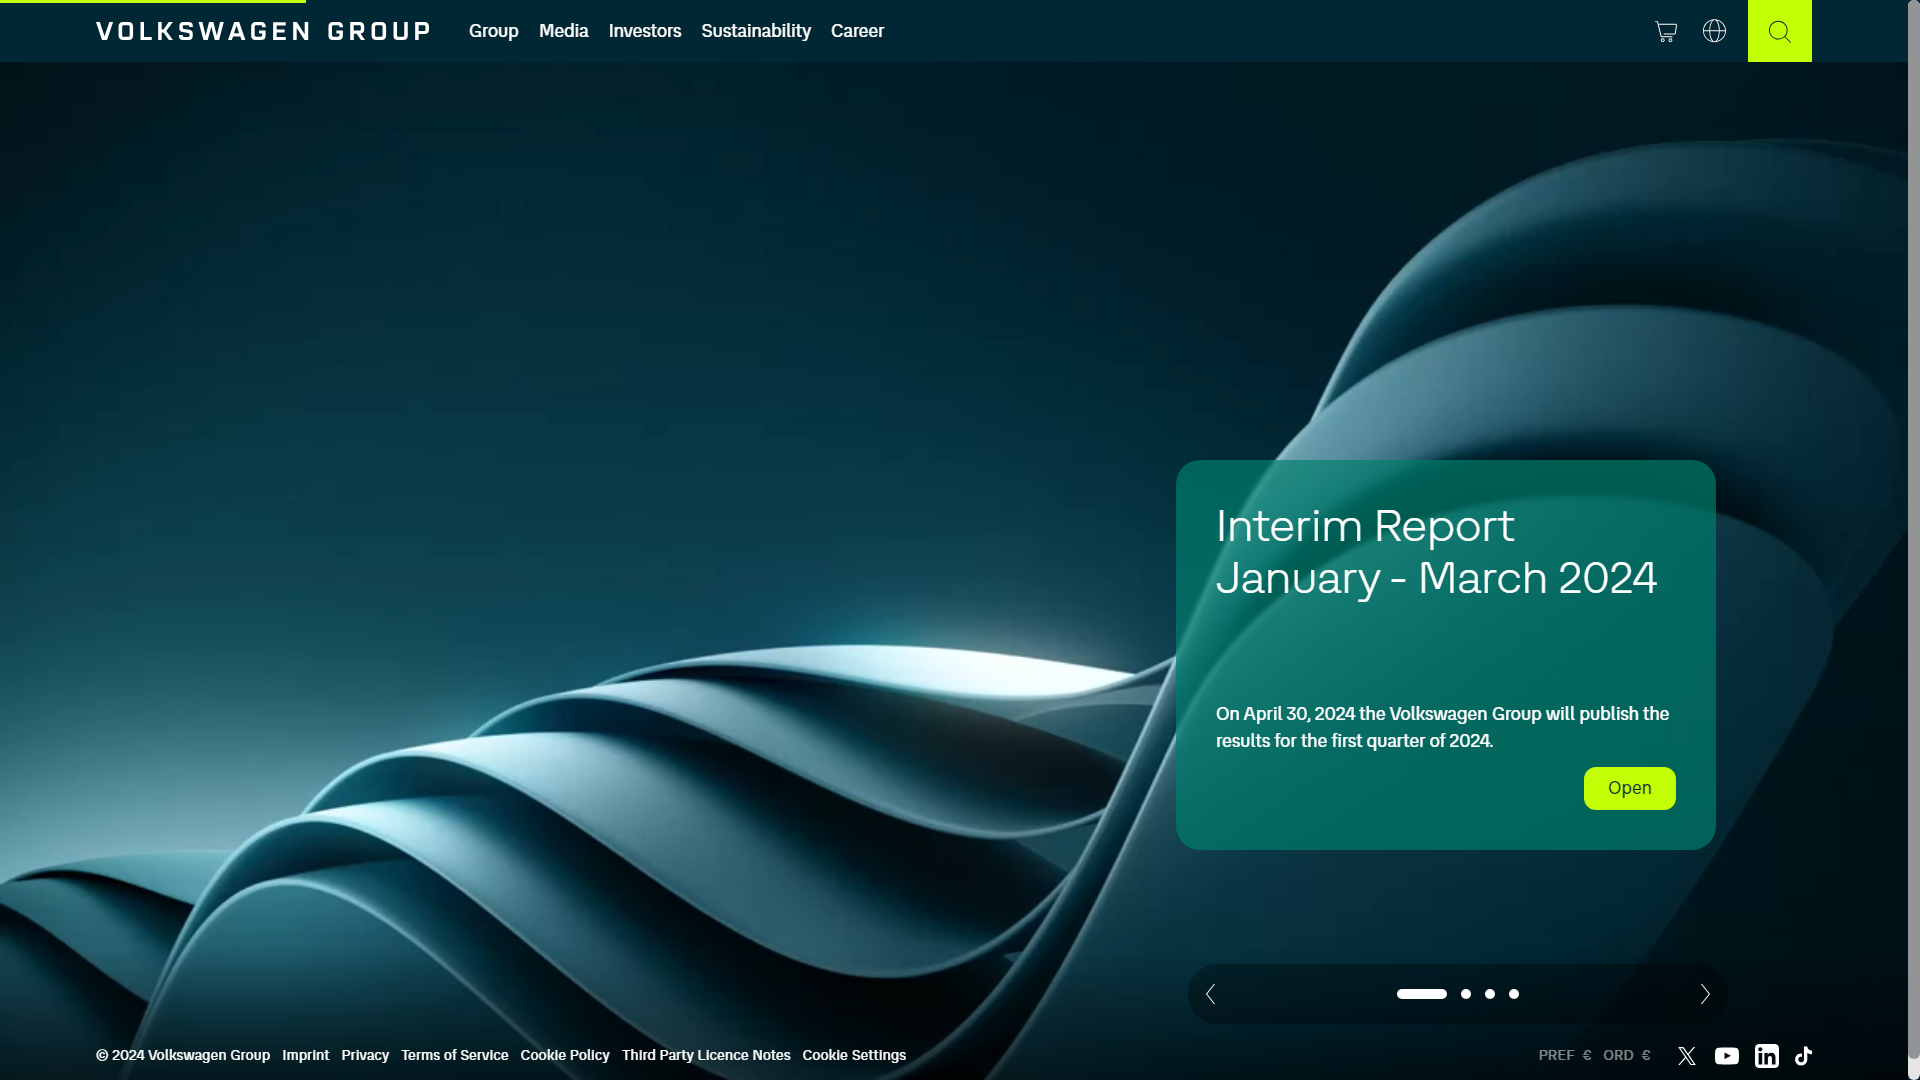 VOLKSWAGEN GROUP
Group Media Investors Sustainability Career
Interim Report
January - March 2024
On April 30, 2024 the Volkswagen Group will publish the
results for the first quarter of 2024.
Open
© 2024 Volkswagen Group Imprint Privacy Terms of Service Cookie Policy Third Party Licence Notes Cookie Settings
PREF € ORD €